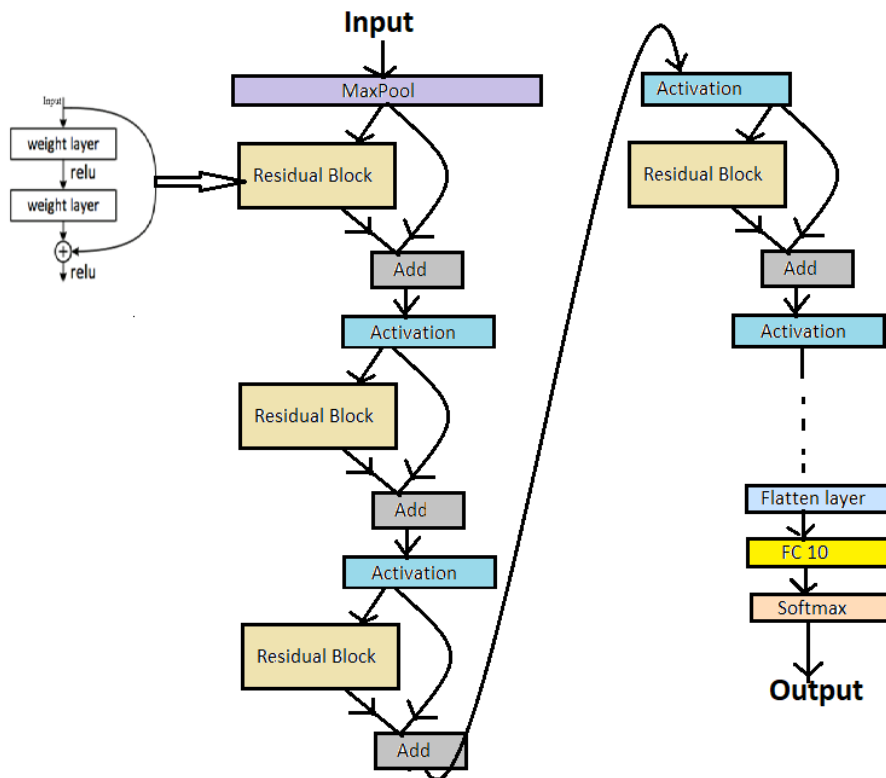 Input
MaxPool
Input
weight layer
relu
weight layer
+
relu
Residual Block
Add
Activation
Residual Block
Add
Activation
Residual Block
Add
Activation
Residual Block
Add
Activation
Flatten layer
FC 10
Softmax
Output